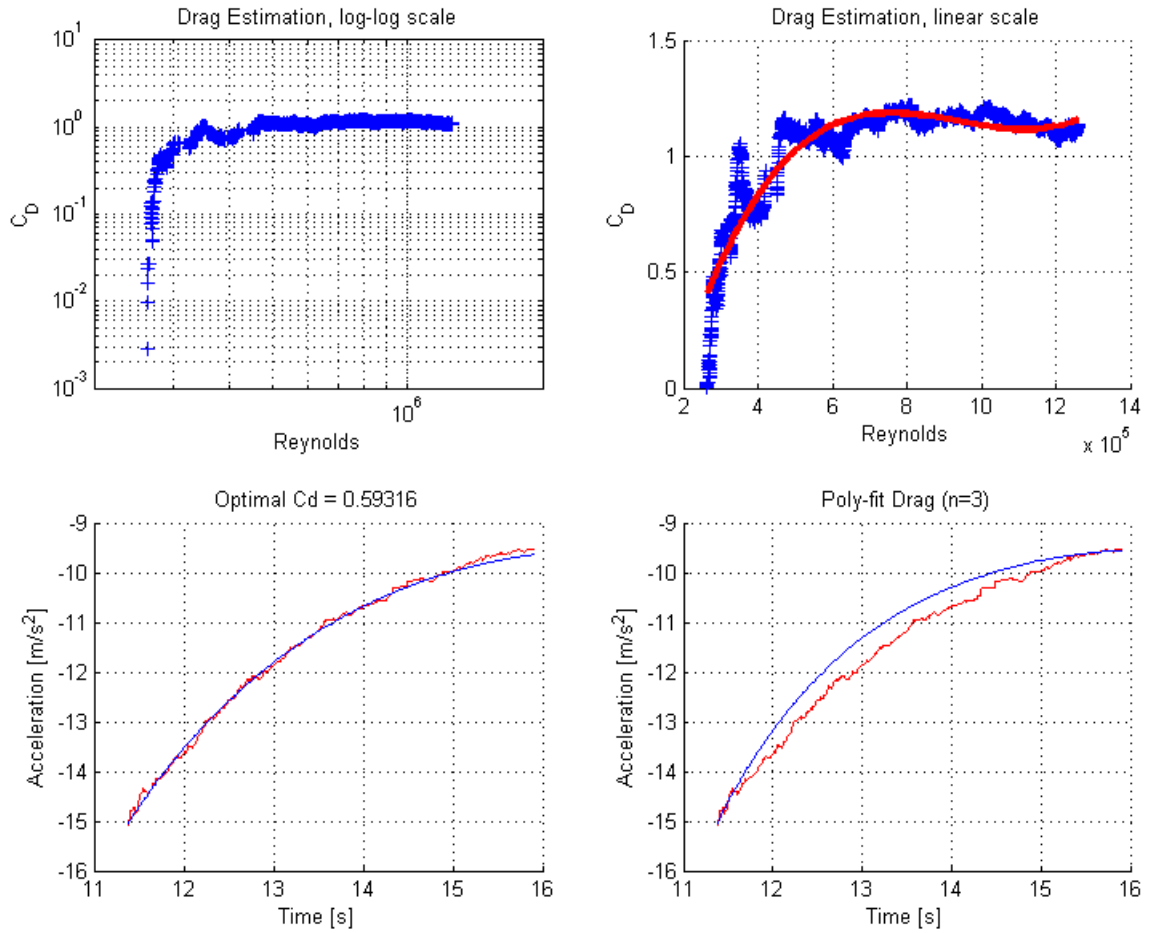 Drag Estimation, log-log scale
10^1
10^0
10^-1
10^-2
10^-3
C_D
10^6
Reynolds
Drag Estimation, linear scale
1.5
1
0.5
0
C_D
2 4 6 8 10 12 14
Reynolds
x 10^5
Optimal Cd = 0.59316
-9
-10
-11
-12
-13
-14
-15
-16
Acceleration [m/s^2]
11 12 13 14 15 16
Time [s]
Poly-fit Drag (n=3)
-9
-10
-11
-12
-13
-14
-15
-16
Acceleration [m/s^2]
11 12 13 14 15 16
Time [s]